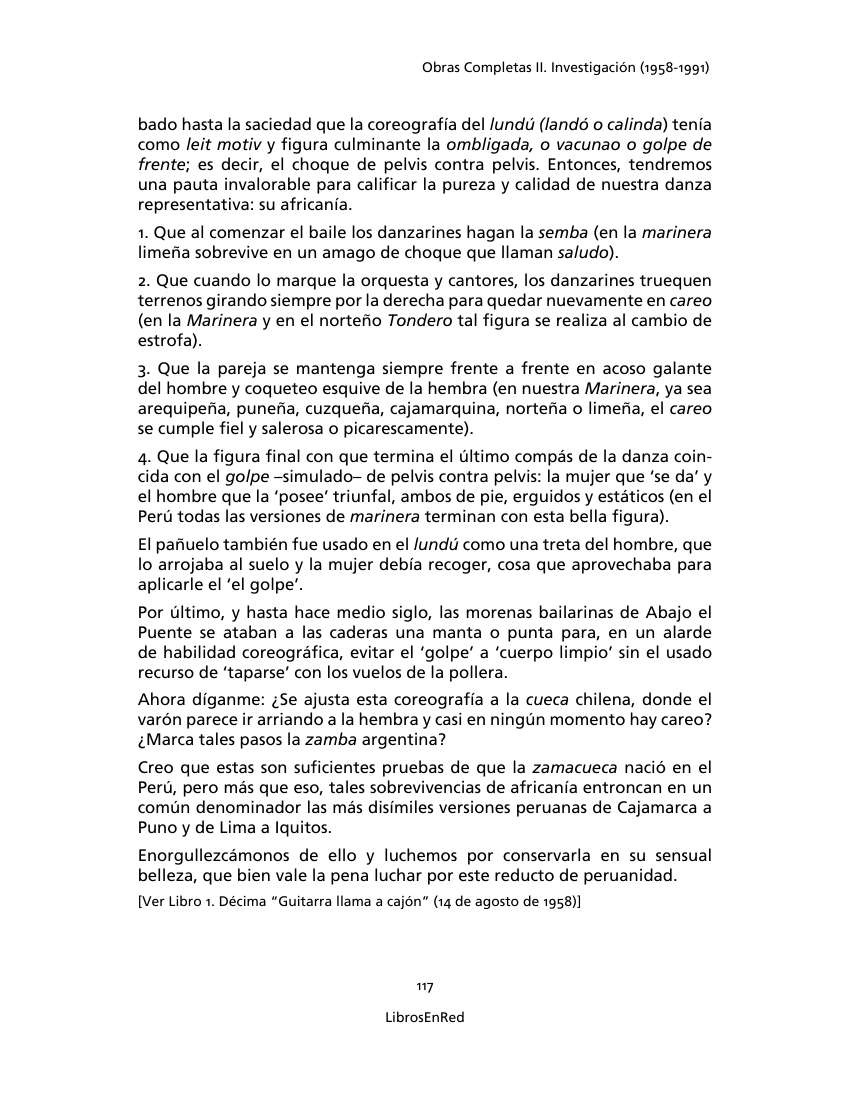 Obras Completas II. Investigación (1958-1991)
bado hasta la saciedad que la coreografía del lundú (landó o calinda) tenía
como leit motiv y figura culminante la ombligada, o vacunao o golpe de
frente; es decir, el choque de pelvis contra pelvis. Entonces, tendremos
una pauta invalorable para calificar la pureza y calidad de nuestra danza
representativa: su africanía.
1. Que al comenzar el baile los danzarines hagan la semba (en la marinera
limeña sobrevive en un amago de choque que llaman saludo).
2. Que cuando lo marque la orquesta y cantores, los danzarines truequen
terrenos girando siempre por la derecha para quedar nuevamente en careo
(en la Marinera y en el norteño Tondero tal figura se realiza al cambio de
estrofa).
3. Que la pareja se mantenga siempre frente a frente en acoso galante
del hombre y coqueteo esquive de la hembra (en nuestra Marinera, ya sea
arequipeña, puneña, cuzqueña, cajamarquina, norteña o limeña, el careo
se cumple fiel y salerosa o picarescamente).
4. Que la figura final con que termina el último compás de la danza coin-
cida con el golpe –simulado– de pelvis contra pelvis: la mujer que ‘se da’ y
el hombre que la ‘posee’ triunfal, ambos de pie, erguidos y estáticos (en el
Perú todas las versiones de marinera terminan con esta bella figura).
El pañuelo también fue usado en el lundú como una treta del hombre, que
lo arrojaba al suelo y la mujer debía recoger, cosa que aprovechaba para
aplicarle el ‘el golpe’.
Por último, y hasta hace medio siglo, las morenas bailarinas de Abajo el
Puente se ataban a las caderas una manta o punta para, en un alarde
de habilidad coreográfica, evitar el ‘golpe’ a ‘cuerpo limpio’ sin el usado
recurso de ‘taparse’ con los vuelos de la pollera.
Ahora díganme: ¿Se ajusta esta coreografía a la cueca chilena, donde el
varón parece ir arriando a la hembra y casi en ningún momento hay careo?
¿Marca tales pasos la zamba argentina?
Creo que estas son suficientes pruebas de que la zamacueca nació en el
Perú, pero más que eso, tales sobrevivencias de africanía entroncan en un
común denominador las más disímiles versiones peruanas de Cajamarca a
Puno y de Lima a Iquitos.
Enorgullezcámonos de ello y luchemos por conservarla en su sensual
belleza, que bien vale la pena luchar por este reducto de peruanidad.
[Ver Libro 1. Décima “Guitarra llama a cajón” (14 de agosto de 1958)]
117
LibrosEnRed